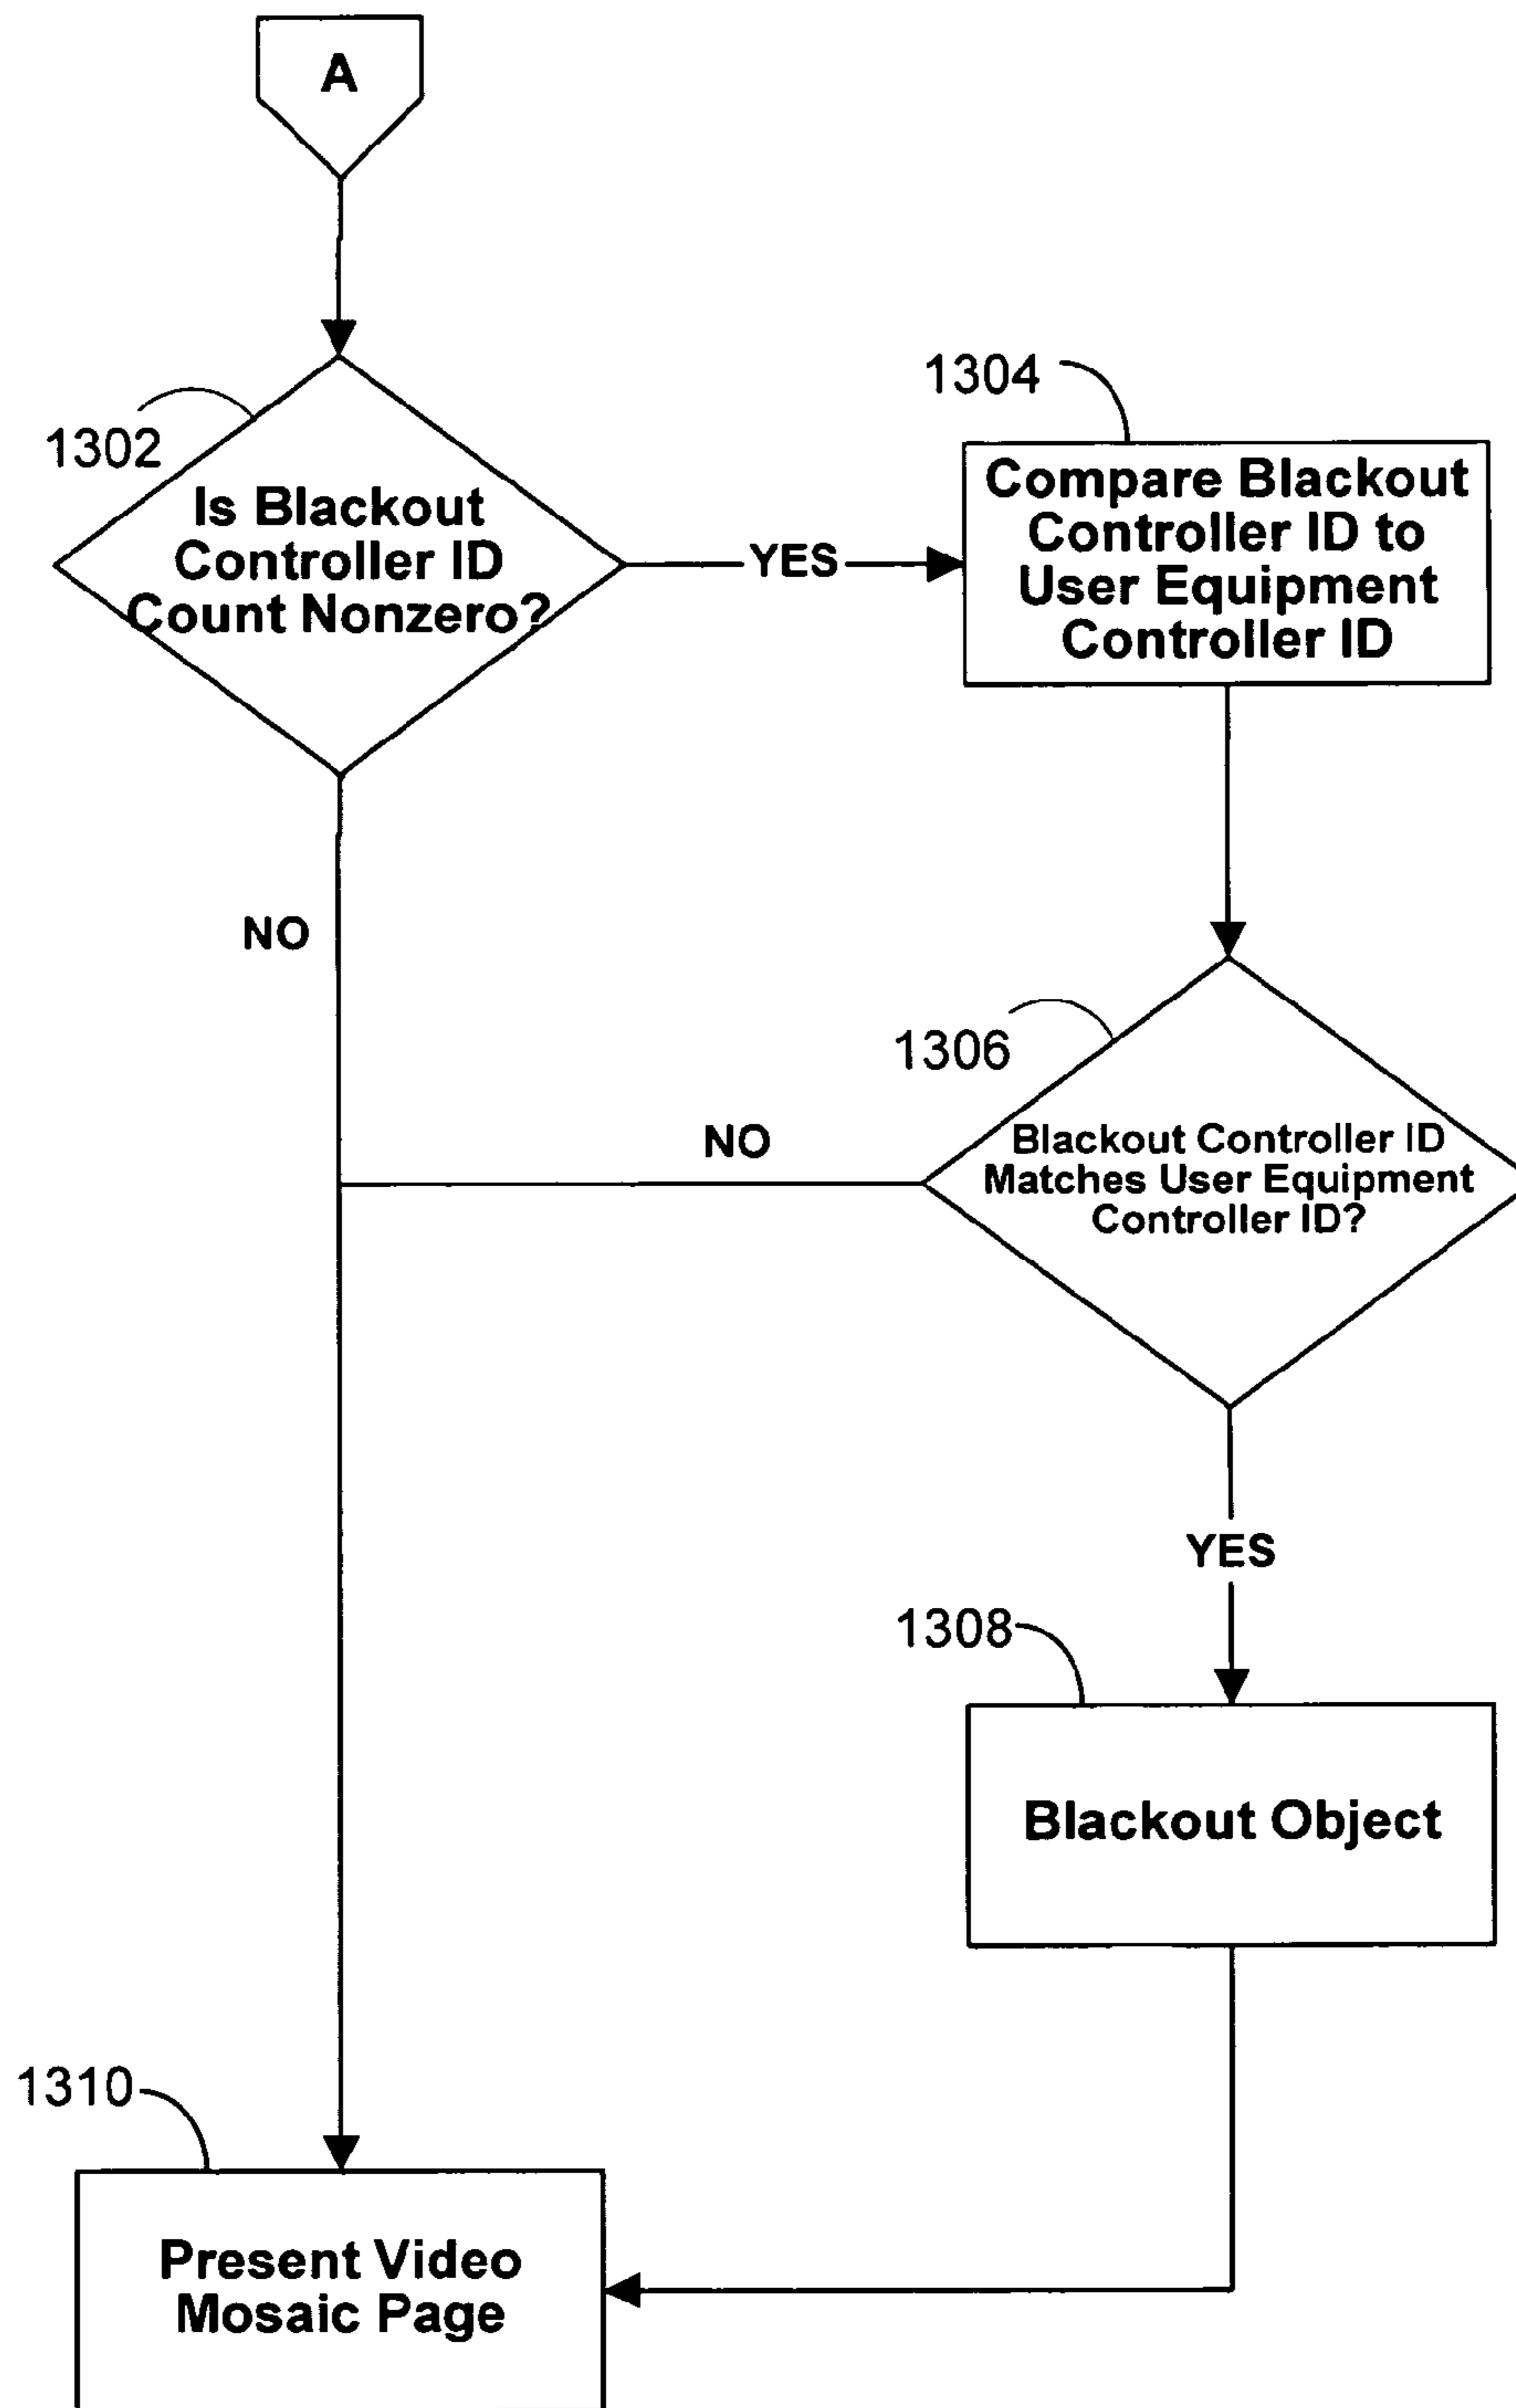 A
1302
Is Blackout
Controller ID
Count Nonzero?
YES
1304
Compare Blackout
Controller ID to
User Equipment
Controller ID
NO
1306
Blackout Controller ID
Matches User Equipment
Controller ID?
NO
YES
1308
Blackout Object
1310
Present Video
Mosaic Page